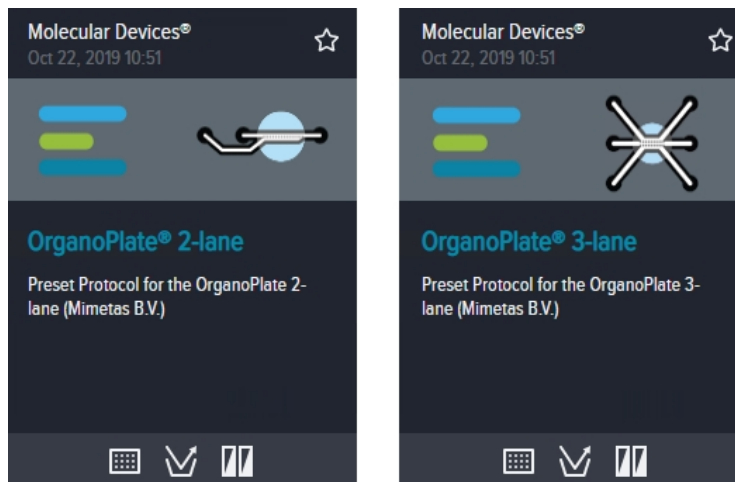 Molecular Devices®
Oct 22, 2019 10:51
OrganoPlate® 2-lane
Preset Protocol for the OrganoPlate 2-
lane (Mimetas B.V.)
Molecular Devices®
Oct 22, 2019 10:51
OrganoPlate® 3-lane
Preset Protocol for the OrganoPlate 3-
lane (Mimetas B.V.)